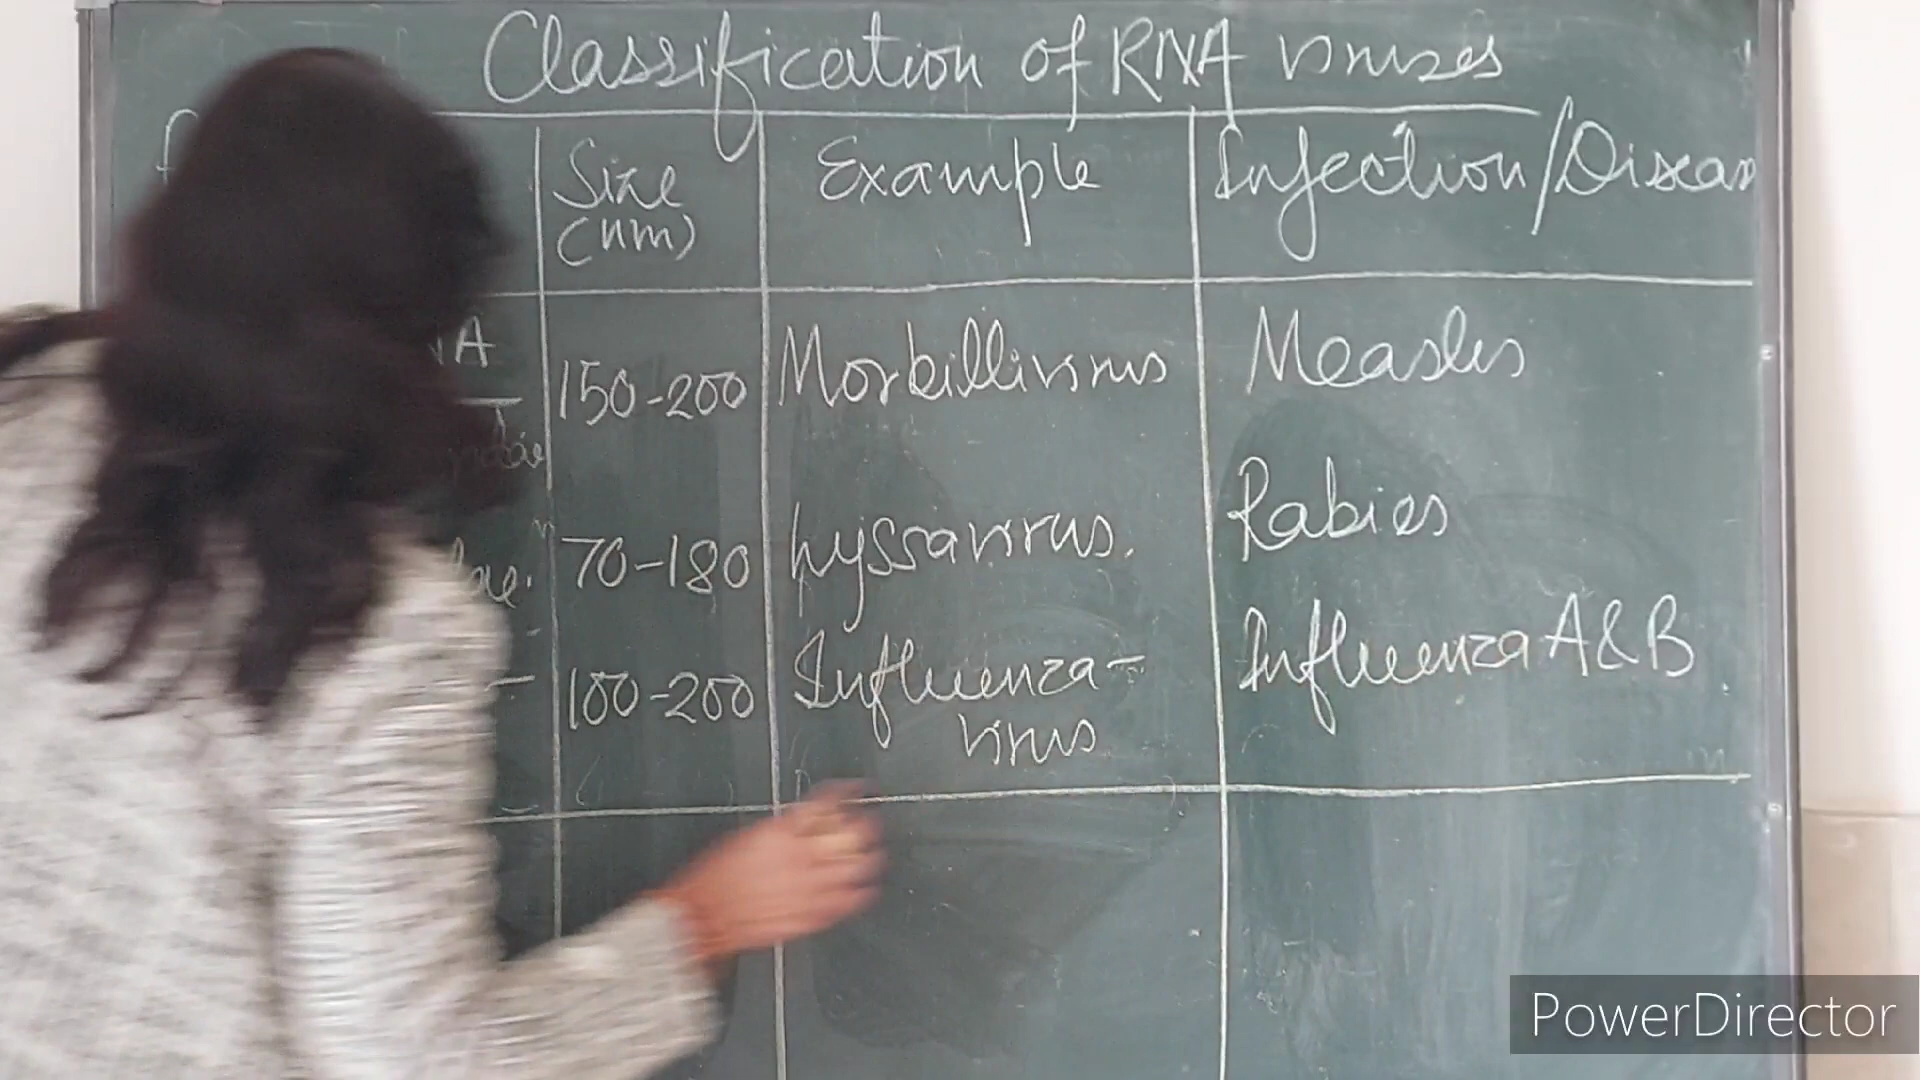 Classification of RNA viruses
Size
(nm)
Example
Infection/Diseas
150-200 Morbillivirus Measles
70-180 Lyssavirus. Rabies
100-200 Influenza-
virus
Influenza A&B
PowerDirector